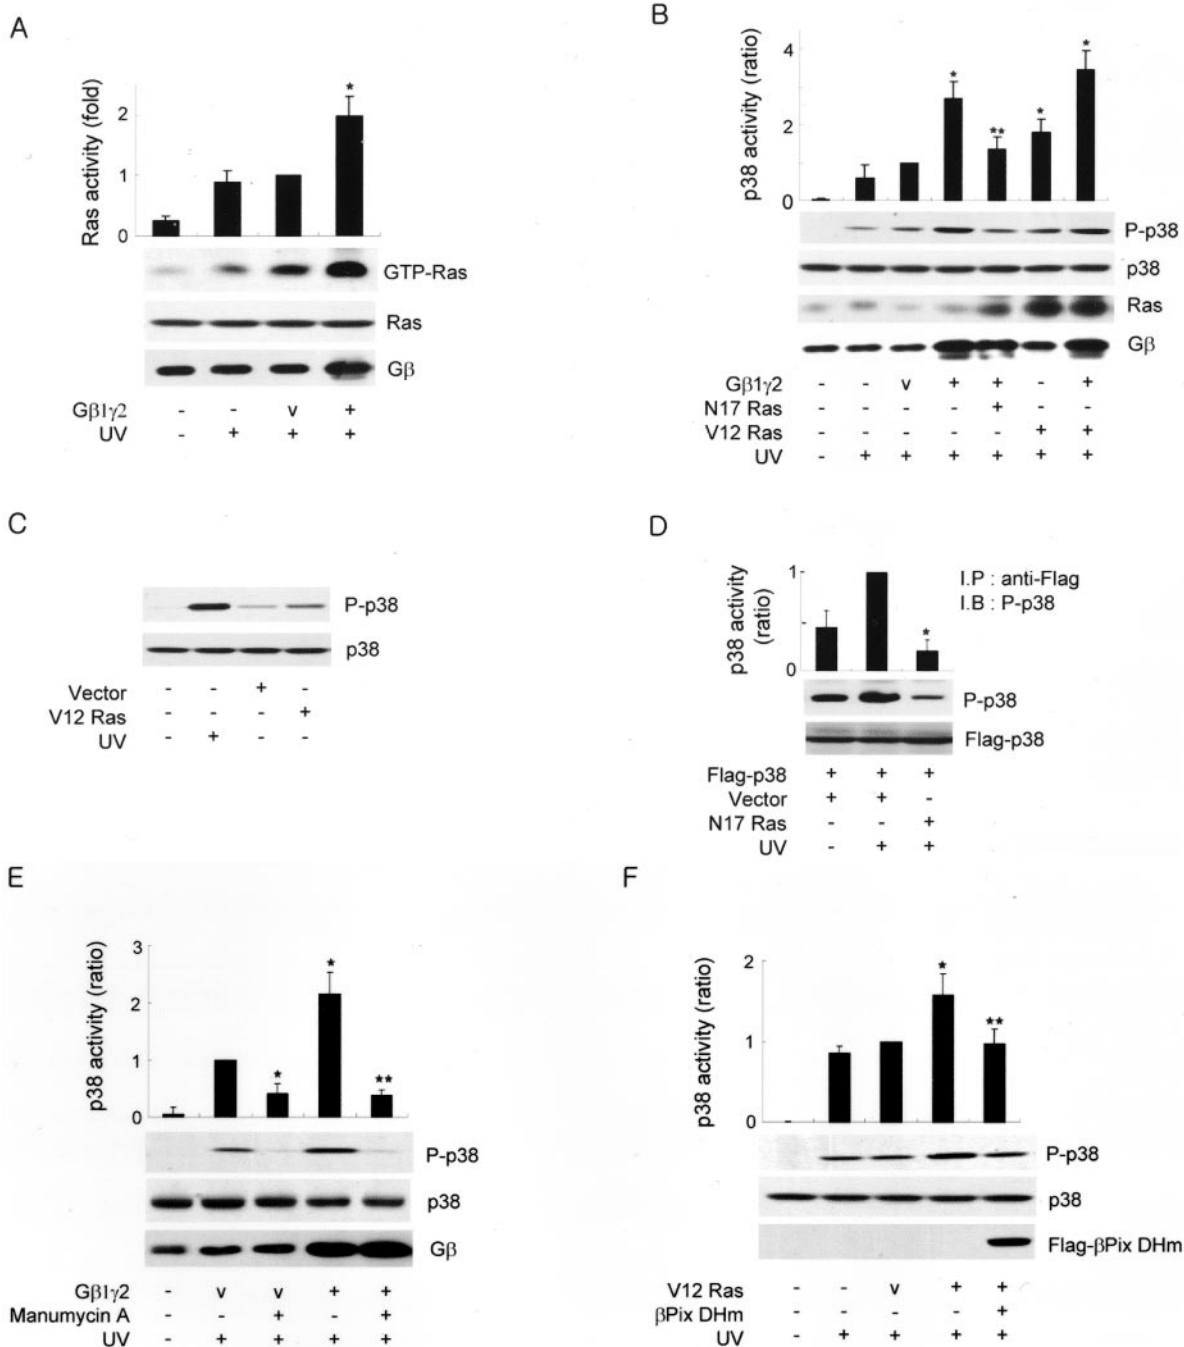 A
Ras activity (fold)
2
1
0
*
GTP-Ras
Ras
Gβ
Gβ1γ2 - - v +
UV - + + +
B
p38 activity (ratio)
4
2
0
* ** * *
P-p38
p38
Ras
Gβ
Gβ1γ2 - - v + + - +
N17 Ras - - - - + - -
V12 Ras - - - - - + +
UV - + + + + + +
C
P-p38
p38
Vector - - + -
V12 Ras - - - +
UV - + - -
D
p38 activity
(ratio)
1
0
*
I.P : anti-Flag
I.B : P-p38
P-p38
Flag-p38
Flag-p38 + + +
Vector + + -
N17 Ras - - +
UV - + +
E
p38 activity (ratio)
3
2
1
0
* * **
P-p38
p38
Gβ
Gβ1γ2 - v v + +
Manumycin A - - + - +
UV - + + + +
F
p38 activity (ratio)
2
1
0
* **
P-p38
p38
Flag-βPix DHm
V12 Ras - - v + +
βPix DHm - - - - +
UV - + + + +